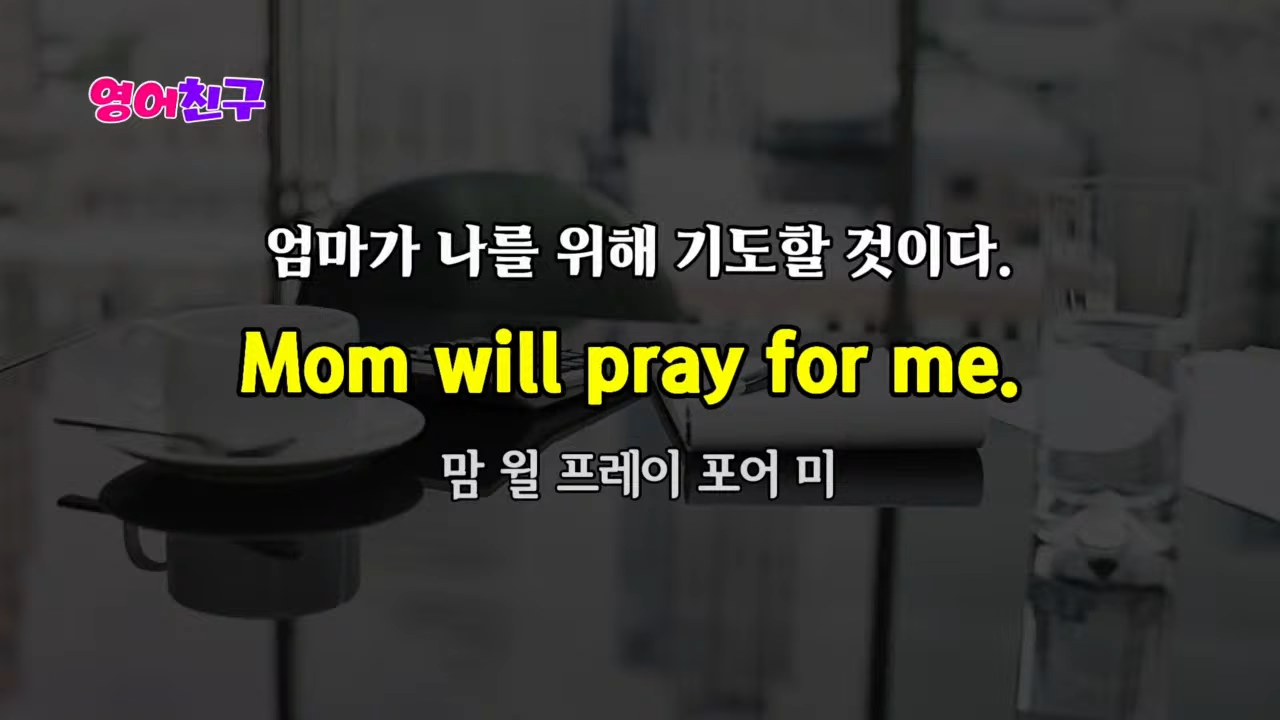 영어친구
엄마가 나를 위해 기도할 것이다.
Mom will pray for me.
맘 윌 프레이 포어 미